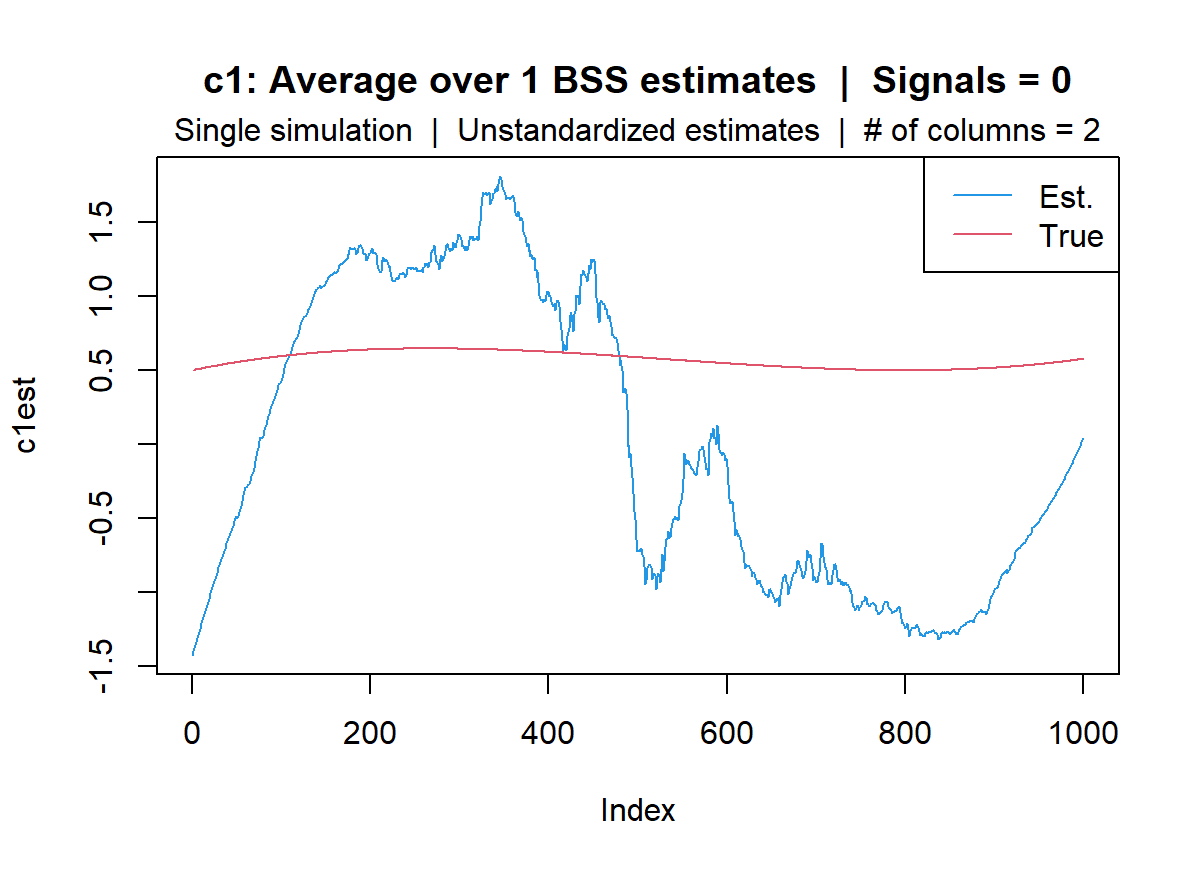 c1: Average over 1 BSS estimates | Signals = 0
Single simulation | Unstandardized estimates | # of columns = 2
Est.
True
1.5
1.0
0.5
-0.5
-1.5
c1est
0 200 400 600 800 1000
Index